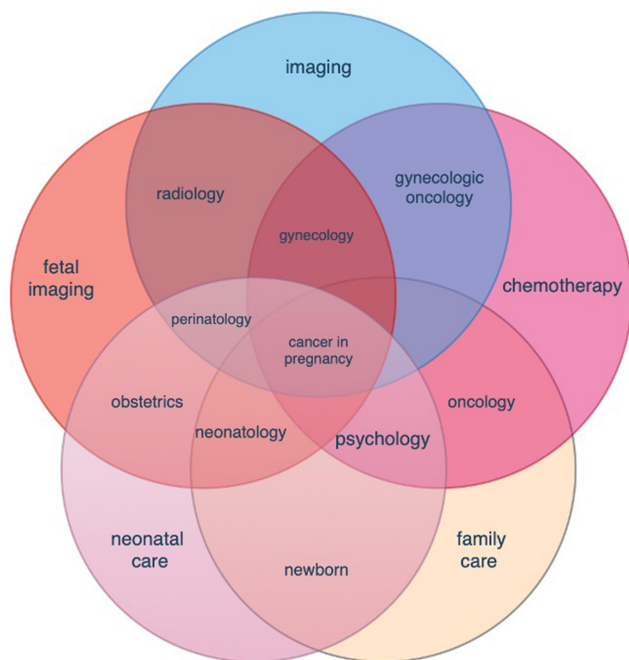 imaging
radiology
gynecologic
oncology
gynecology
fetal
imaging
chemotherapy
perinatology
cancer in
pregnancy
obstetrics
oncology
neonatology
psychology
neonatal
care
newborn
family
care